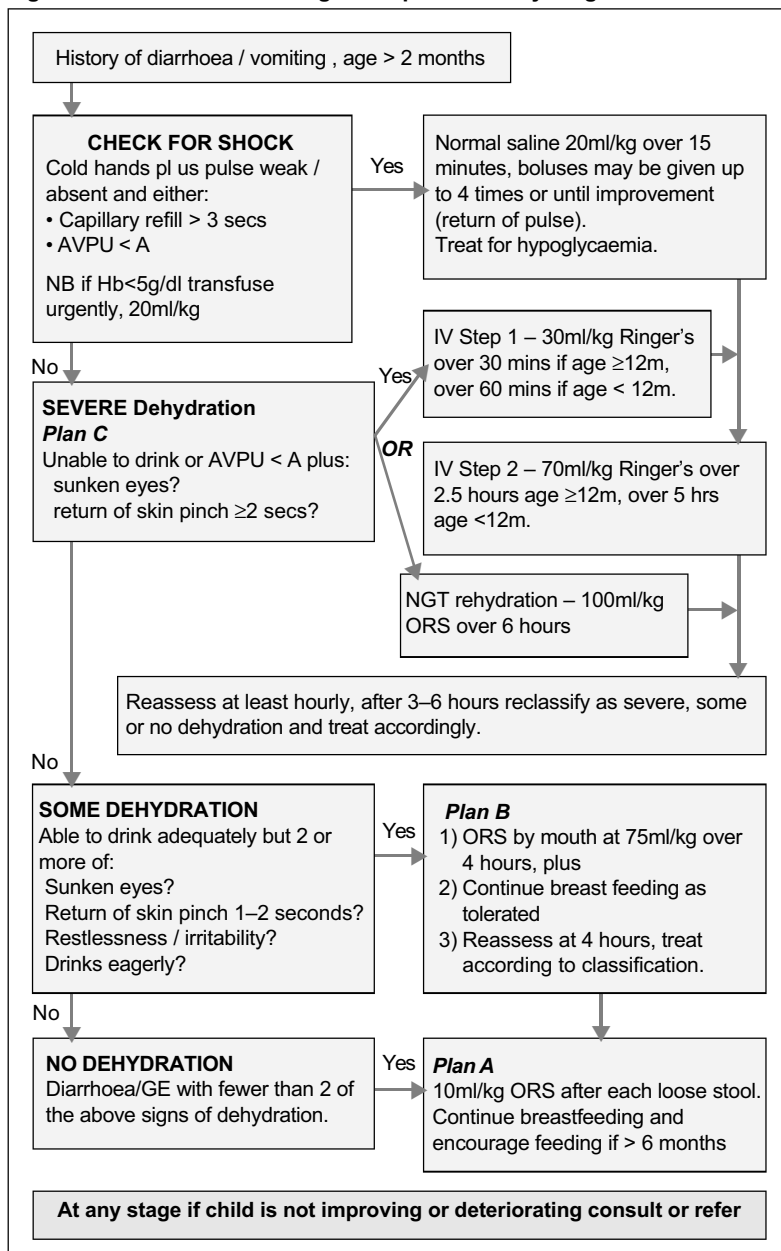 History of diarrhoea / vomiting , age > 2 months
CHECK FOR SHOCK
Cold hands pl us pulse weak /
absent and either:
• Capillary refill > 3 secs
• AVPU < A
NB if Hb<5g/dl transfuse
urgently, 20ml/kg
Yes
Normal saline 20ml/kg over 15
minutes, boluses may be given up
to 4 times or until improvement
(return of pulse).
Treat for hypoglycaemia.
No
SEVERE Dehydration
Plan C
Unable to drink or AVPU < A plus:
sunken eyes?
return of skin pinch ≥2 secs?
Yes
OR
IV Step 1 – 30ml/kg Ringer's
over 30 mins if age ≥12m,
over 60 mins if age < 12m.
IV Step 2 – 70ml/kg Ringer's over
2.5 hours age ≥12m, over 5 hrs
age <12m.
NGT rehydration – 100ml/kg
ORS over 6 hours
Reassess at least hourly, after 3–6 hours reclassify as severe, some
or no dehydration and treat accordingly.
No
SOME DEHYDRATION
Able to drink adequately but 2 or
more of:
Sunken eyes?
Return of skin pinch 1–2 seconds?
Restlessness / irritability?
Drinks eagerly?
Yes
Plan B
1) ORS by mouth at 75ml/kg over
4 hours, plus
2) Continue breast feeding as
tolerated
3) Reassess at 4 hours, treat
according to classification.
No
NO DEHYDRATION
Diarrhoea/GE with fewer than 2 of
the above signs of dehydration.
Yes
Plan A
10ml/kg ORS after each loose stool.
Continue breastfeeding and
encourage feeding if > 6 months
At any stage if child is not improving or deteriorating consult or refer